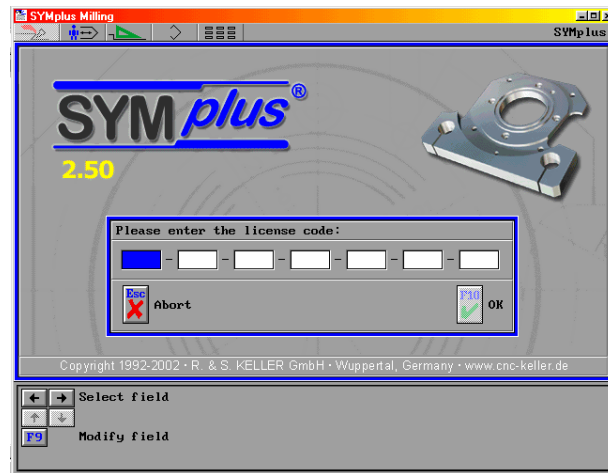 SYMplus Milling
SYMplus
SYMplus®
2.50
Please enter the license code:
- - - - - -
Esc Abort
F10 OK
Copyright 1992-2002 · R. & S. KELLER GmbH · Wuppertal, Germany · www.cnc-keller.de
← → Select field
↑ ↓
F9 Modify field